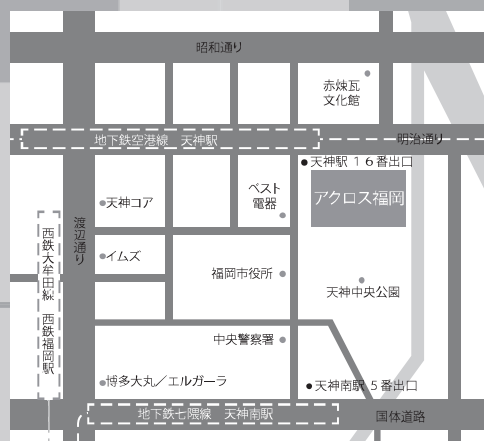 昭和通り
赤煉瓦
文化館
地下鉄空港線　天神駅
明治通り
天神駅 １６番出口
アクロス福岡
ベスト
電器
天神コア
渡辺通り
西鉄大牟田線　西鉄福岡駅
イムズ
福岡市役所
天神中央公園
中央警察署
博多大丸／エルガーラ
天神南駅 ５番出口
地下鉄七隈線　天神南駅
国体道路